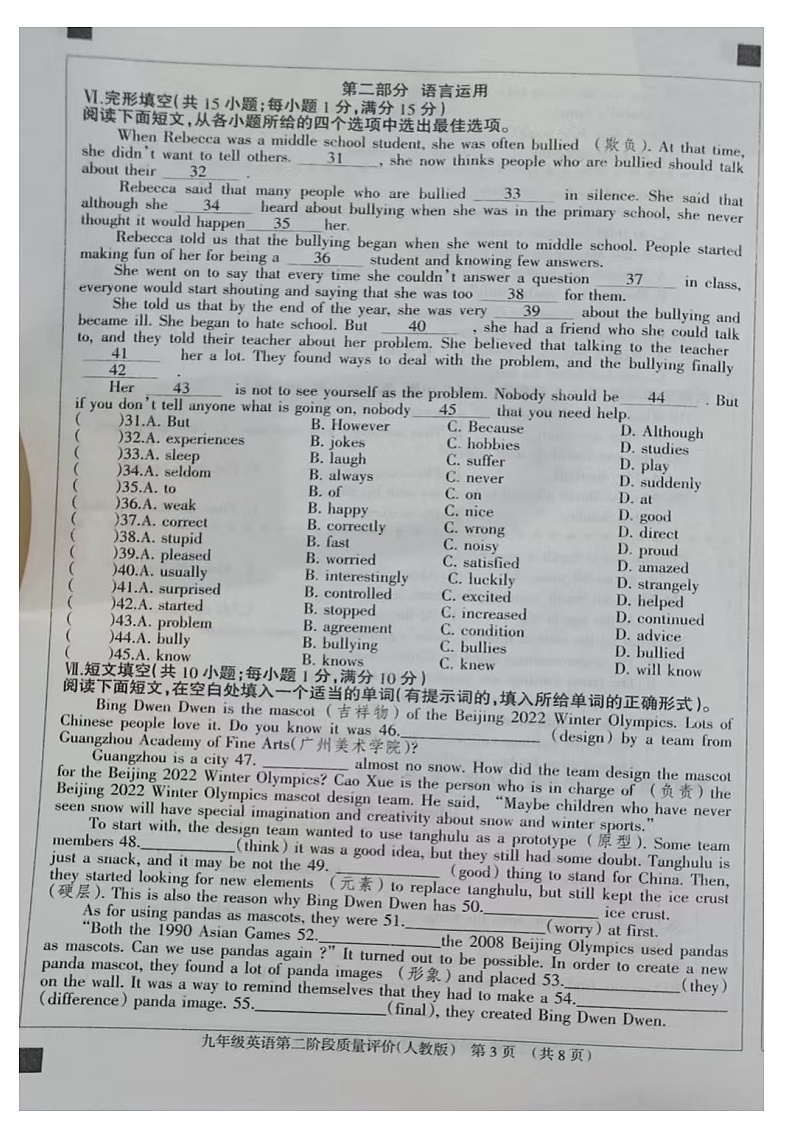 第二部分 语言运用
Ⅵ.完形填空(共 15 小题;每小题 1 分,满分 15 分)
阅读下面短文,从各小题所给的四个选项中选出最佳选项。
When Rebecca was a middle school student, she was often bullied (欺负). At that time,
she didn't want to tell others. 31 , she now thinks people who are bullied should talk
about their 32 .
Rebecca said that many people who are bullied 33 in silence. She said that
although she 34 heard about bullying when she was in the primary school, she never
thought it would happen 35 her.
Rebecca told us that the bullying began when she went to middle school. People started
making fun of her for being a 36 student and knowing few answers.
She went on to say that every time she couldn't answer a question 37 in class,
everyone would start shouting and saying that she was too 38 for them.
She told us that by the end of the year, she was very 39 about the bullying and
became ill. She began to hate school. But 40 , she had a friend who she could talk
to, and they told their teacher about her problem. She believed that talking to the teacher
41 her a lot. They found ways to deal with the problem, and the bullying finally
42 .
Her 43 is not to see yourself as the problem. Nobody should be 44 . But
if you don't tell anyone what is going on, nobody 45 that you need help.
( )31.A. But B. However C. Because D. Although
( )32.A. experiences B. jokes C. hobbies D. studies
( )33.A. sleep B. laugh C. suffer D. play
( )34.A. seldom B. always C. never D. suddenly
( )35.A. to B. of C. on D. at
( )36.A. weak B. happy C. nice D. good
( )37.A. correct B. correctly C. wrong D. direct
( )38.A. stupid B. fast C. noisy D. proud
( )39.A. pleased B. worried C. satisfied D. amazed
( )40.A. usually B. interestingly C. luckily D. strangely
( )41.A. surprised B. controlled C. excited D. helped
( )42.A. started B. stopped C. increased D. continued
( )43.A. problem B. agreement C. condition D. advice
( )44.A. bully B. bullying C. bullies D. bullied
( )45.A. know B. knows C. knew D. will know
Ⅶ.短文填空(共 10 小题;每小题 1 分,满分 10 分)
阅读下面短文,在空白处填入一个适当的单词(有提示词的,填入所给单词的正确形式)。
Bing Dwen Dwen is the mascot (吉祥物) of the Beijing 2022 Winter Olympics. Lots of
Chinese people love it. Do you know it was 46.____________ (design) by a team from
Guangzhou Academy of Fine Arts(广州美术学院)?
Guangzhou is a city 47. ____________ almost no snow. How did the team design the mascot
for the Beijing 2022 Winter Olympics? Cao Xue is the person who is in charge of (负责) the
Beijing 2022 Winter Olympics mascot design team. He said, “Maybe children who have never
seen snow will have special imagination and creativity about snow and winter sports.”
To start with, the design team wanted to use tanghulu as a prototype (原型). Some team
members 48.____________(think) it was a good idea, but they still had some doubt. Tanghulu is
just a snack, and it may be not the 49. ____________ (good) thing to stand for China. Then,
they started looking for new elements (元素) to replace tanghulu, but still kept the ice crust
(硬层). This is also the reason why Bing Dwen Dwen has 50.____________ ice crust.
As for using pandas as mascots, they were 51.____________(worry) at first.
“Both the 1990 Asian Games 52.____________the 2008 Beijing Olympics used pandas
as mascots. Can we use pandas again ?” It turned out to be possible. In order to create a new
panda mascot, they found a lot of panda images (形象) and placed 53.____________(they)
on the wall. It was a way to remind themselves that they had to make a 54.____________
(difference) panda image. 55.____________(final), they created Bing Dwen Dwen.
九年级英语第二阶段质量评价(人教版) 第 3 页 (共 8 页)